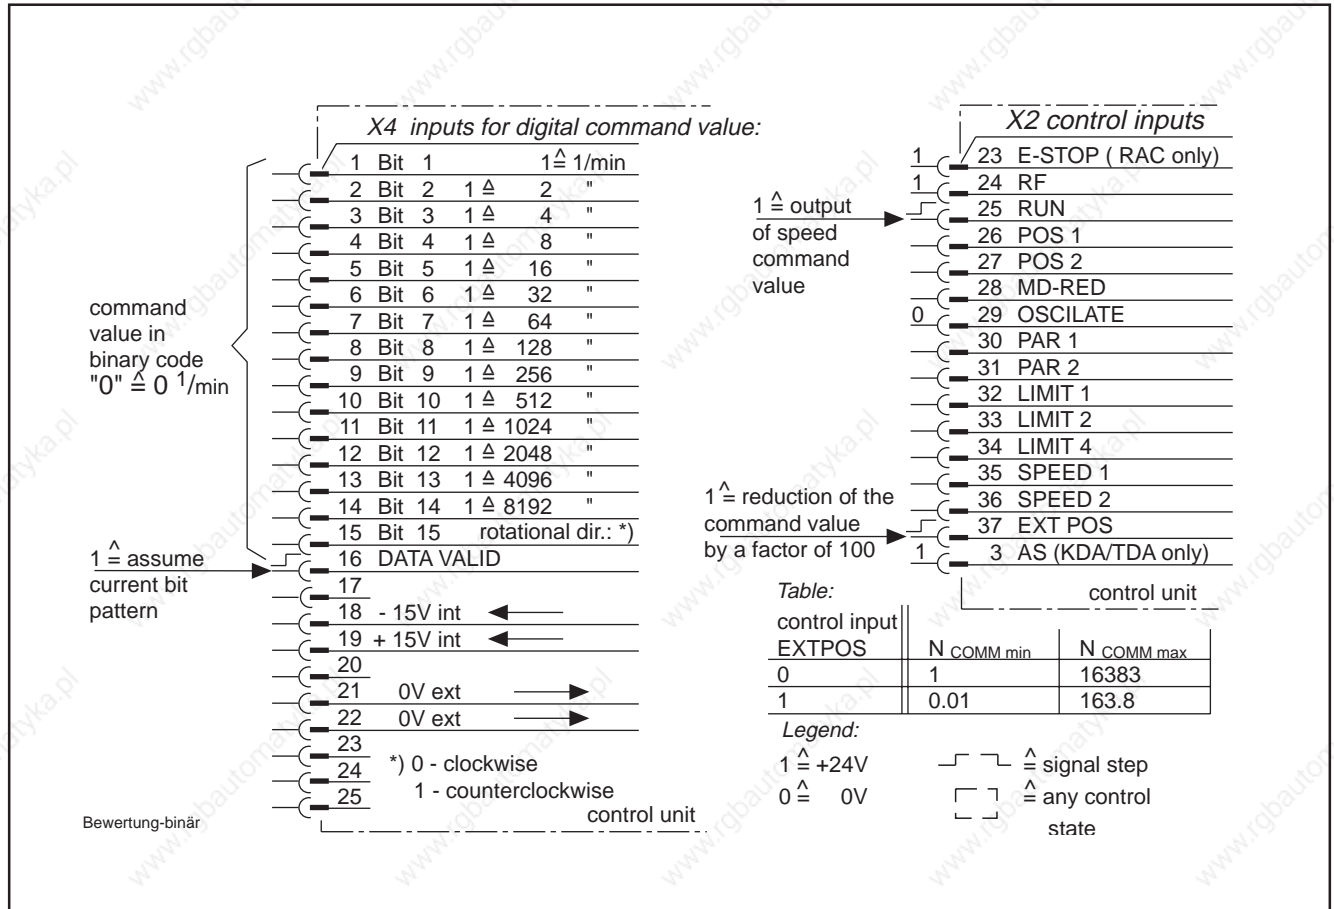 X4 inputs for digital command value:
1 Bit 1 1≙ 1/min
2 Bit 2 1 ≙ 2 "
3 Bit 3 1 ≙ 4 "
4 Bit 4 1 ≙ 8 "
5 Bit 5 1 ≙ 16 "
6 Bit 6 1 ≙ 32 "
7 Bit 7 1 ≙ 64 "
8 Bit 8 1 ≙ 128 "
9 Bit 9 1 ≙ 256 "
10 Bit 10 1 ≙ 512 "
11 Bit 11 1 ≙ 1024 "
12 Bit 12 1 ≙ 2048 "
13 Bit 13 1 ≙ 4096 "
14 Bit 14 1 ≙ 8192 "
15 Bit 15 rotational dir.: *)
16 DATA VALID
17
18 - 15V int
19 + 15V int
20
21 0V ext
22 0V ext
23
24
25
*) 0 - clockwise
1 - counterclockwise
control unit
command
value in
binary code
"0" ≙ 0 1/min
1 ≙ assume
current bit
pattern
Bewertung-binär
X2 control inputs
1 23 E-STOP ( RAC only)
1 24 RF
25 RUN
26 POS 1
27 POS 2
28 MD-RED
0 29 OSCILATE
30 PAR 1
31 PAR 2
32 LIMIT 1
33 LIMIT 2
34 LIMIT 4
35 SPEED 1
36 SPEED 2
37 EXT POS
1 3 AS (KDA/TDA only)
control unit
1 ≙ output
of speed
command
value
1 ≙ reduction of the
command value
by a factor of 100
Table:
control input
EXTPOS N COMM min N COMM max
0 1 16383
1 0.01 163.8
Legend:
1 ≙ +24V
0 ≙ 0V
≙ signal step
≙ any control
state
www.rgbautomatyka.pl